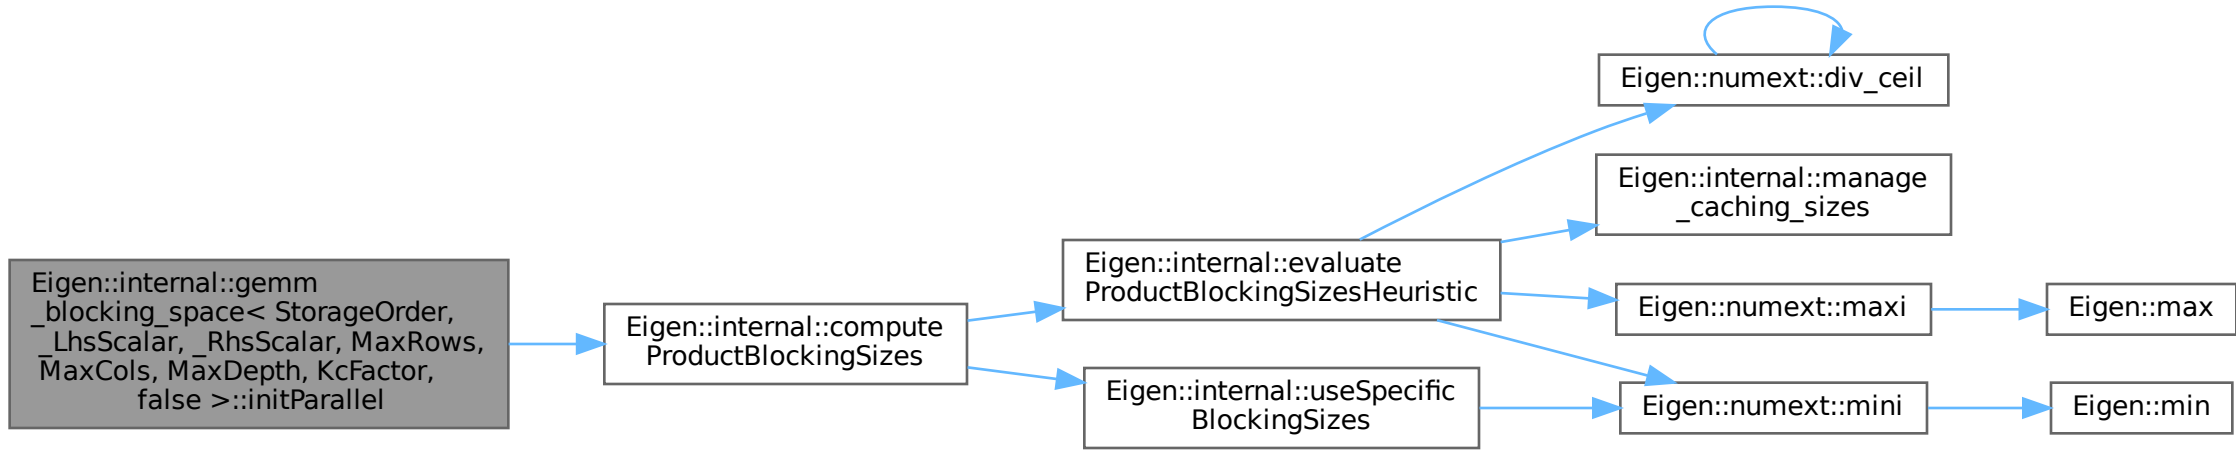 Eigen::internal::gemm
_blocking_space< StorageOrder,
_LhsScalar, _RhsScalar, MaxRows,
MaxCols, MaxDepth, KcFactor,
false >::initParallel
Eigen::internal::compute
ProductBlockingSizes
Eigen::internal::evaluate
ProductBlockingSizesHeuristic
Eigen::internal::useSpecific
BlockingSizes
Eigen::numext::div_ceil
Eigen::internal::manage
_caching_sizes
Eigen::numext::maxi
Eigen::numext::mini
Eigen::max
Eigen::min